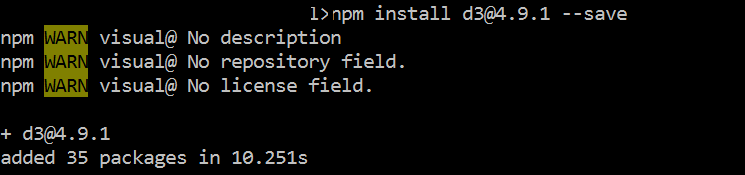 l>npm install d3@4.9.1 --save
npm WARN visual@ No description
npm WARN visual@ No repository field.
npm WARN visual@ No license field.
+ d3@4.9.1
added 35 packages in 10.251s